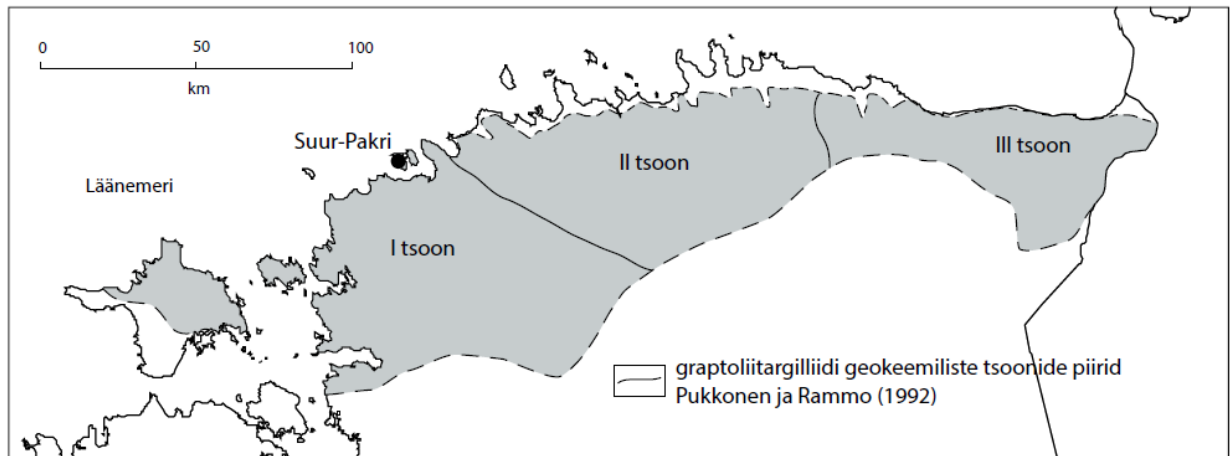 0 50 100
km
Suur-Pakri
Läänemeri
I tsoon
II tsoon
III tsoon
graptoliitargilliidi geokeemiliste tsoonide piirid
Pukkonen ja Rammo (1992)